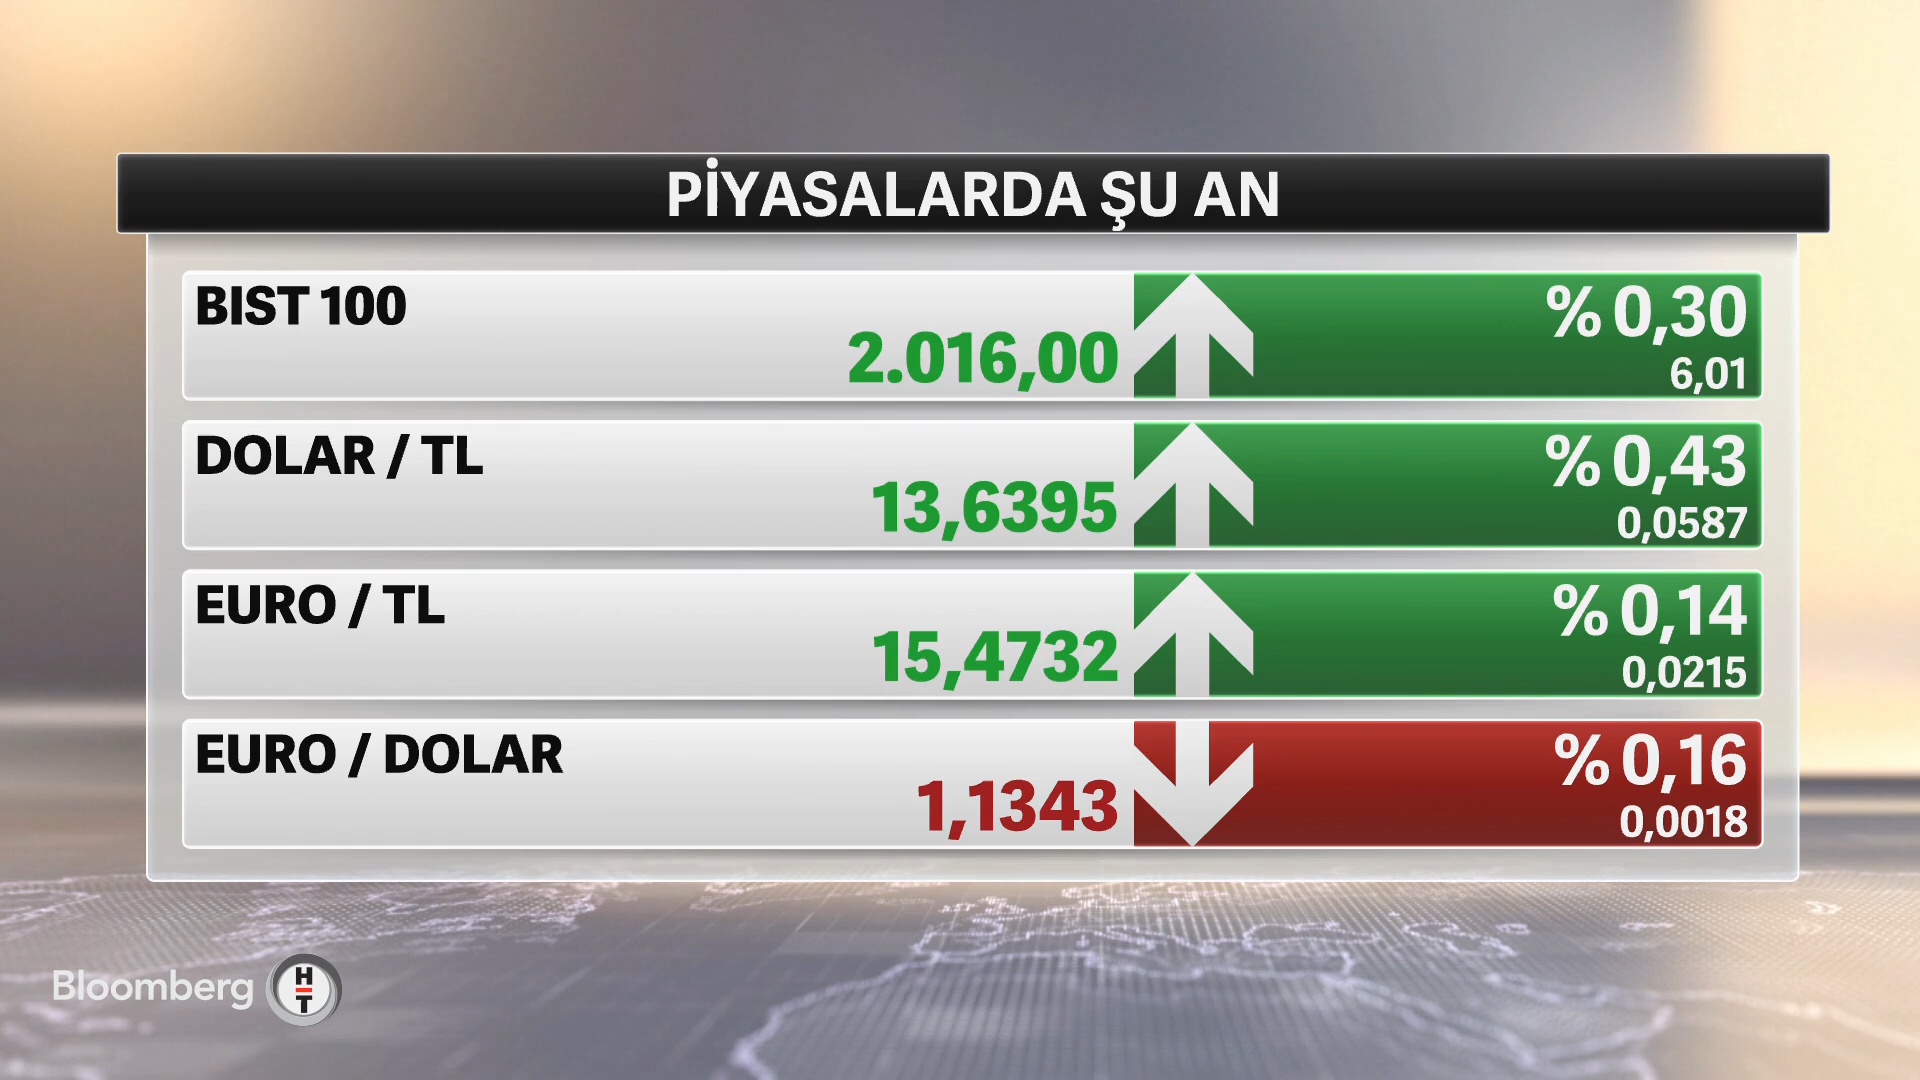 PİYASALARDA ŞU AN
BIST 100
2.016,00
% 0,30
6,01
DOLAR / TL
13,6395
% 0,43
0,0587
EURO / TL
15,4732
% 0,14
0,0215
EURO / DOLAR
1,1343
% 0,16
0,0018
Bloomberg HT